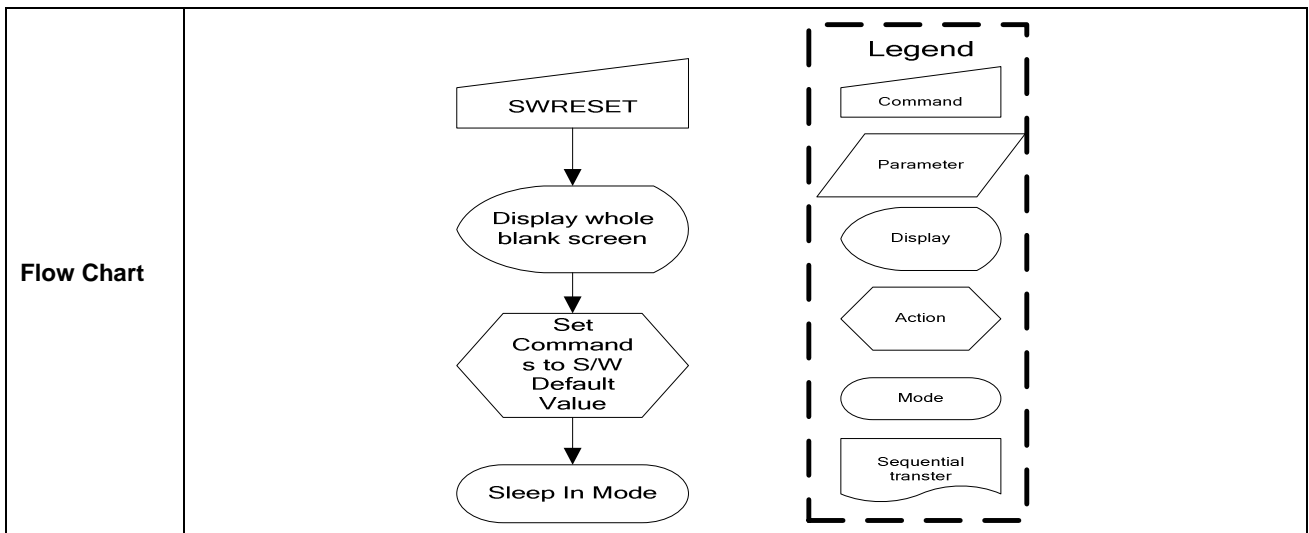 Flow Chart
SWRESET
Display whole
blank screen
Set
Command
s to S/W
Default
Value
Sleep In Mode
Legend
Command
Parameter
Display
Action
Mode
Sequential
transter